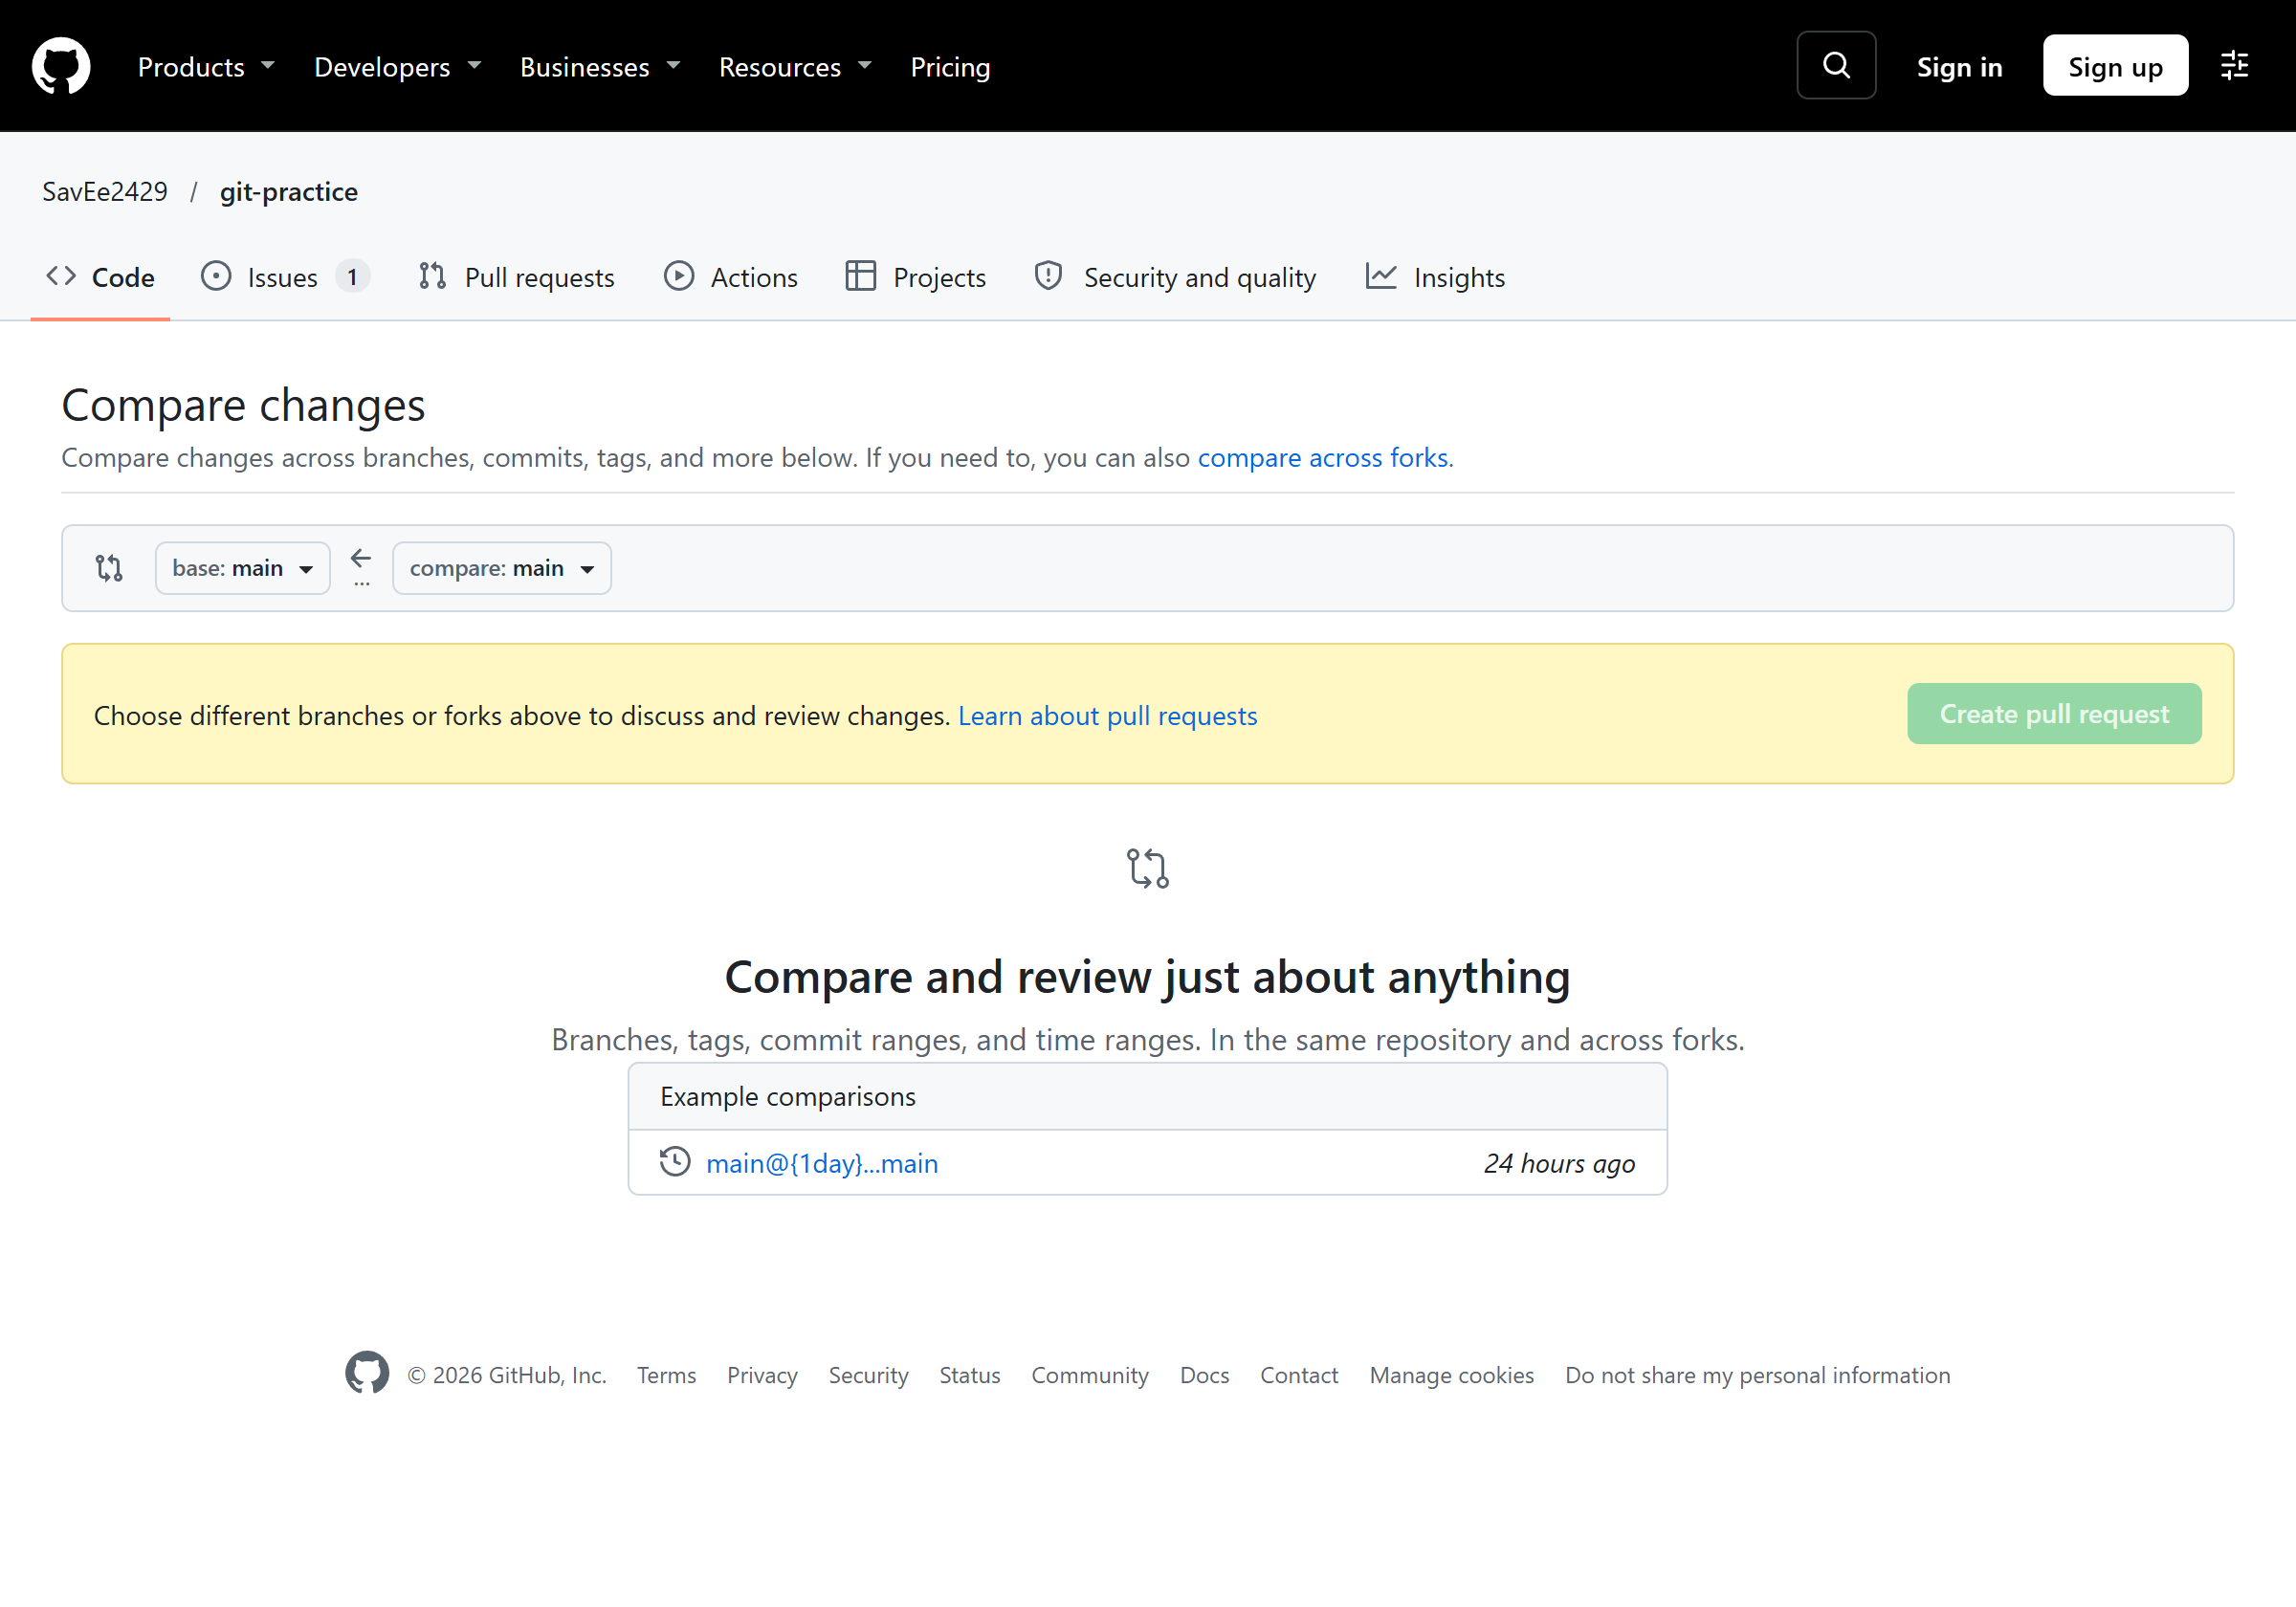 Products Developers Businesses Resources Pricing Sign in Sign up
SavEe2429 / git-practice
Code Issues 1 Pull requests Actions Projects Security and quality Insights
Compare changes
Compare changes across branches, commits, tags, and more below. If you need to, you can also compare across forks.
base: main ... compare: main
Choose different branches or forks above to discuss and review changes. Learn about pull requests Create pull request
Compare and review just about anything
Branches, tags, commit ranges, and time ranges. In the same repository and across forks.
Example comparisons
main@{1day}...main 24 hours ago
© 2026 GitHub, Inc. Terms Privacy Security Status Community Docs Contact Manage cookies Do not share my personal information